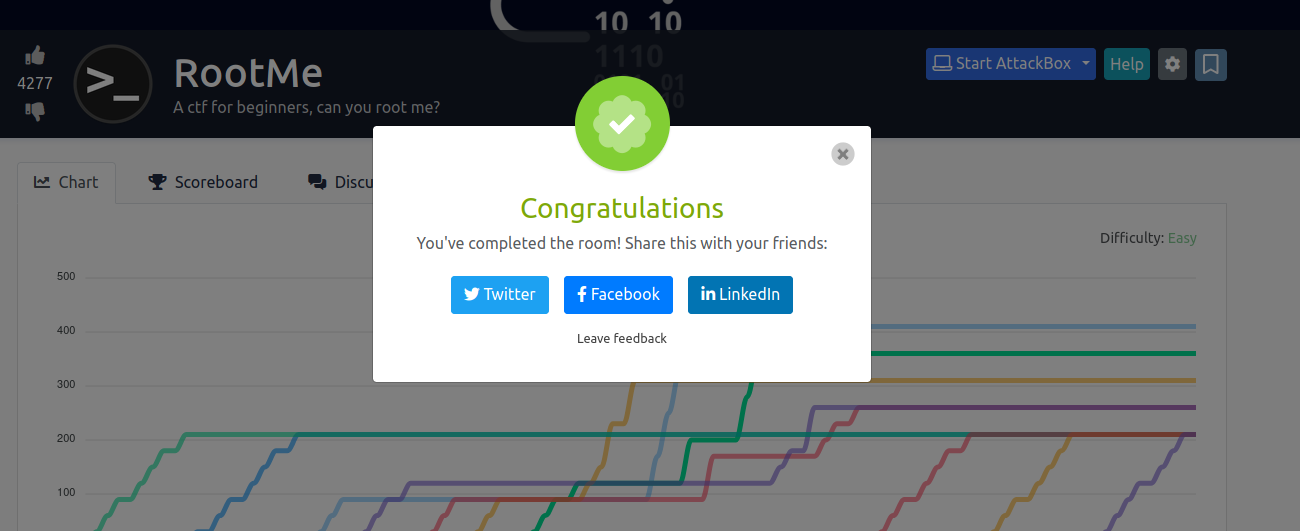 10 10
1110
01
10
4277
>_
RootMe
A ctf for beginners, can you root me?
Start AttackBox
Help
Chart
Scoreboard
Discu
Congratulations
You've completed the room! Share this with your friends:
Twitter
Facebook
LinkedIn
Leave feedback
Difficulty: Easy
500
400
300
200
100